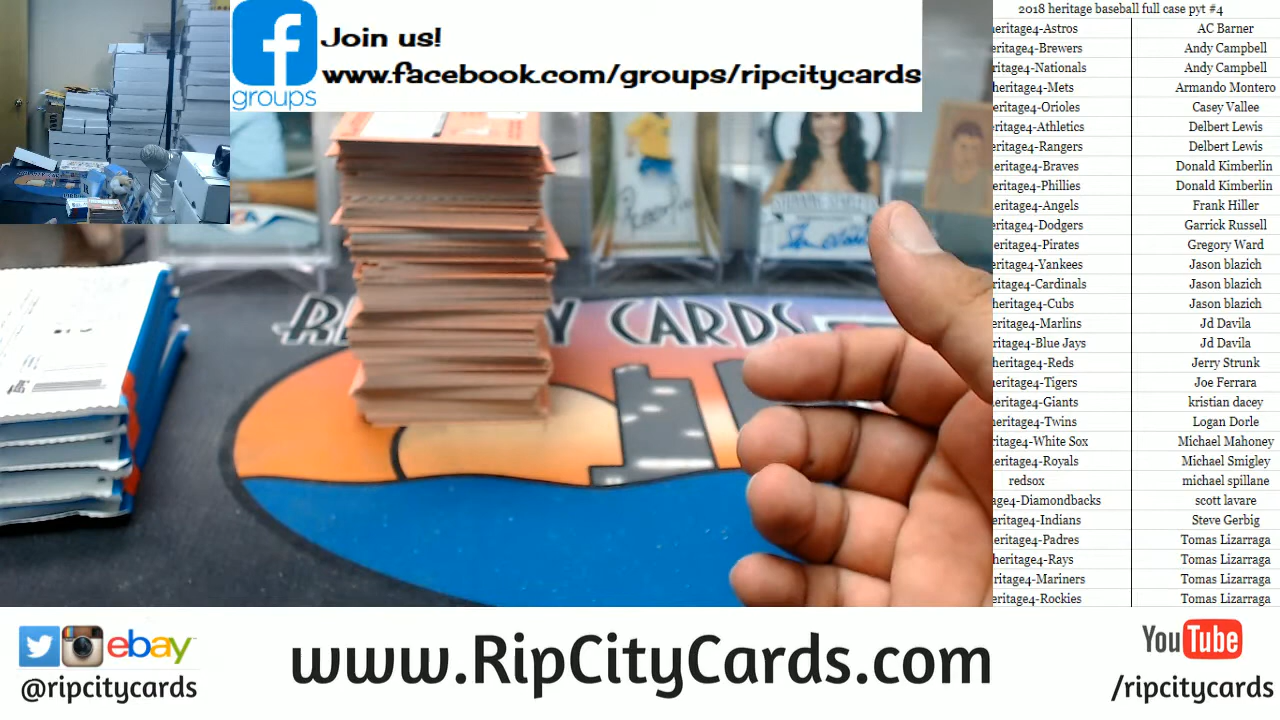 Join us!
www.facebook.com/groups/ripcitycards
f
groups
2018 heritage baseball full case pyt #4
eritage4-Astros AC Barner
eritage4-Brewers Andy Campbell
eritage4-Nationals Andy Campbell
heritage4-Mets Armando Montero
eritage4-Orioles Casey Vallee
eritage4-Athletics Delbert Lewis
eritage4-Rangers Delbert Lewis
eritage4-Braves Donald Kimberlin
eritage4-Phillies Donald Kimberlin
eritage4-Angels Frank Hiller
eritage4-Dodgers Garrick Russell
eritage4-Pirates Gregory Ward
eritage4-Yankees Jason blazich
eritage4-Cardinals Jason blazich
heritage4-Cubs Jason blazich
eritage4-Marlins Jd Davila
eritage4-Blue Jays Jd Davila
heritage4-Reds Jerry Strunk
eritage4-Tigers Joe Ferrara
eritage4-Giants kristian dacey
eritage4-Twins Logan Dorle
ritage4-White Sox Michael Mahoney
eritage4-Royals Michael Smigley
redsox michael spillane
age4-Diamondbacks scott lavare
eritage4-Indians Steve Gerbig
eritage4-Padres Tomas Lizarraga
heritage4-Rays Tomas Lizarraga
ritage4-Mariners Tomas Lizarraga
eritage4-Rockies Tomas Lizarraga
CARDS
ebay
@ripcitycards
www.RipCityCards.com
YouTube
/ripcitycards